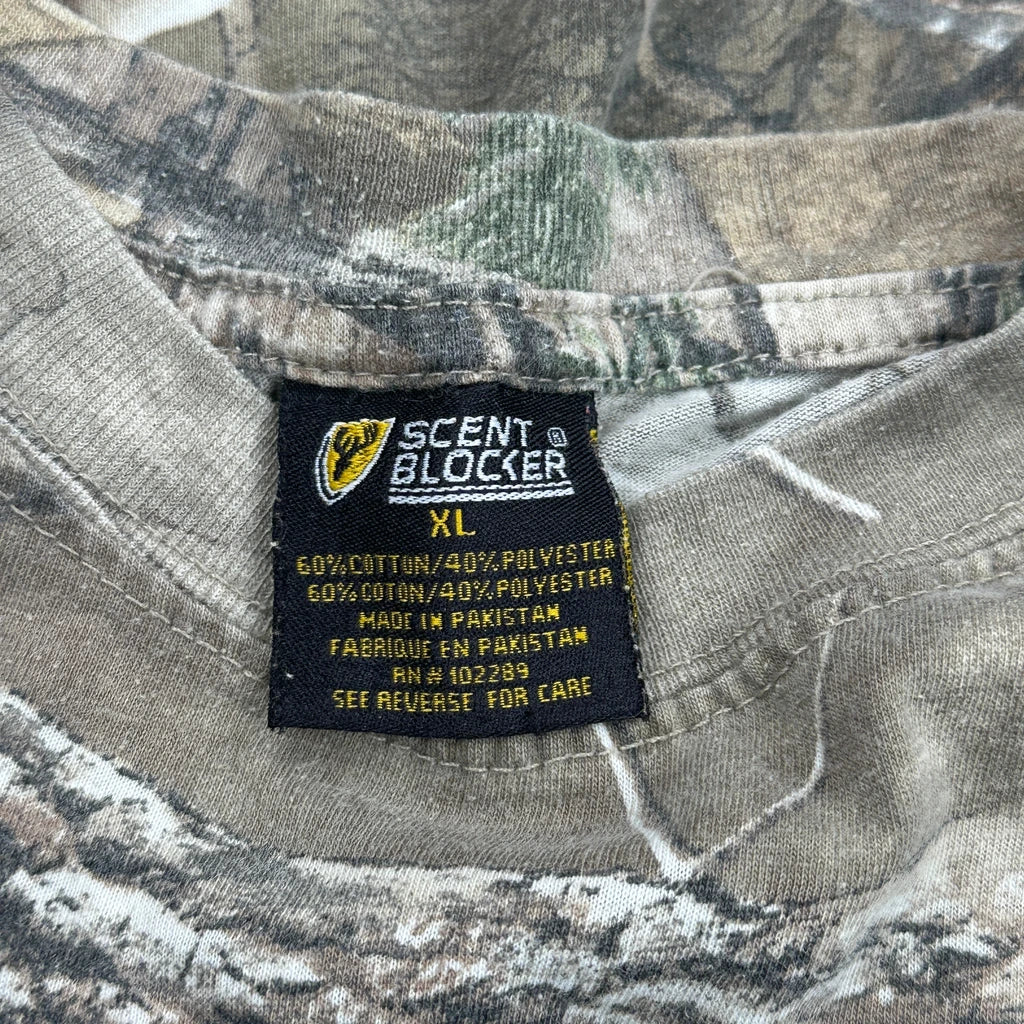 SCENT ®
BLOCKER
XL
60% COTTON/40% POLYESTER
60% COTON/40% POLYESTER
MADE IN PAKISTAN
FABRIQUE EN PAKISTAN
RN# 102289
SEE REVERSE FOR CARE